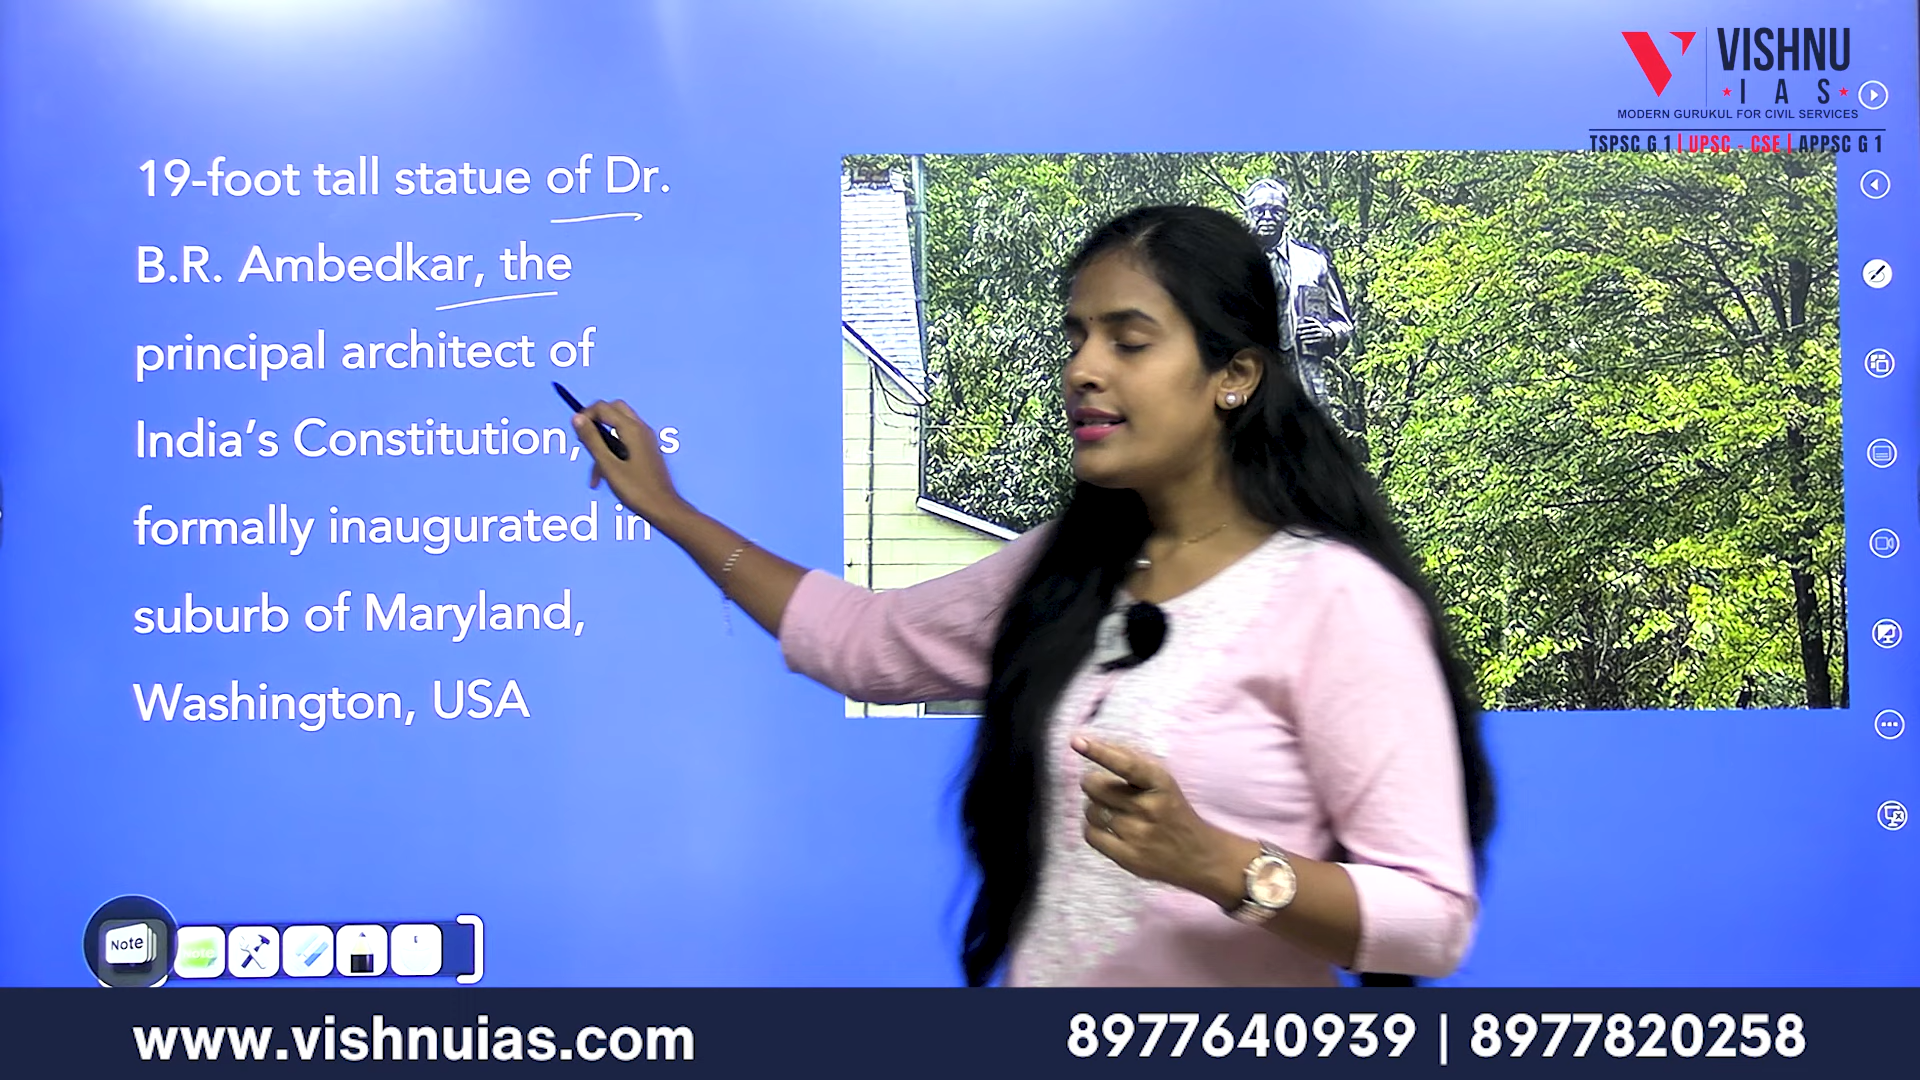 VISHNU
IAS
MODERN GURUKUL FOR CIVIL SERVICES
TSPSC G 1 | UPSC - CSE | APPSC G 1
19-foot tall statue of Dr.
B.R. Ambedkar, the
principal architect of
India’s Constitution,
formally inaugurated in
suburb of Maryland,
Washington, USA
Note
www.vishnuias.com
8977640939 | 8977820258